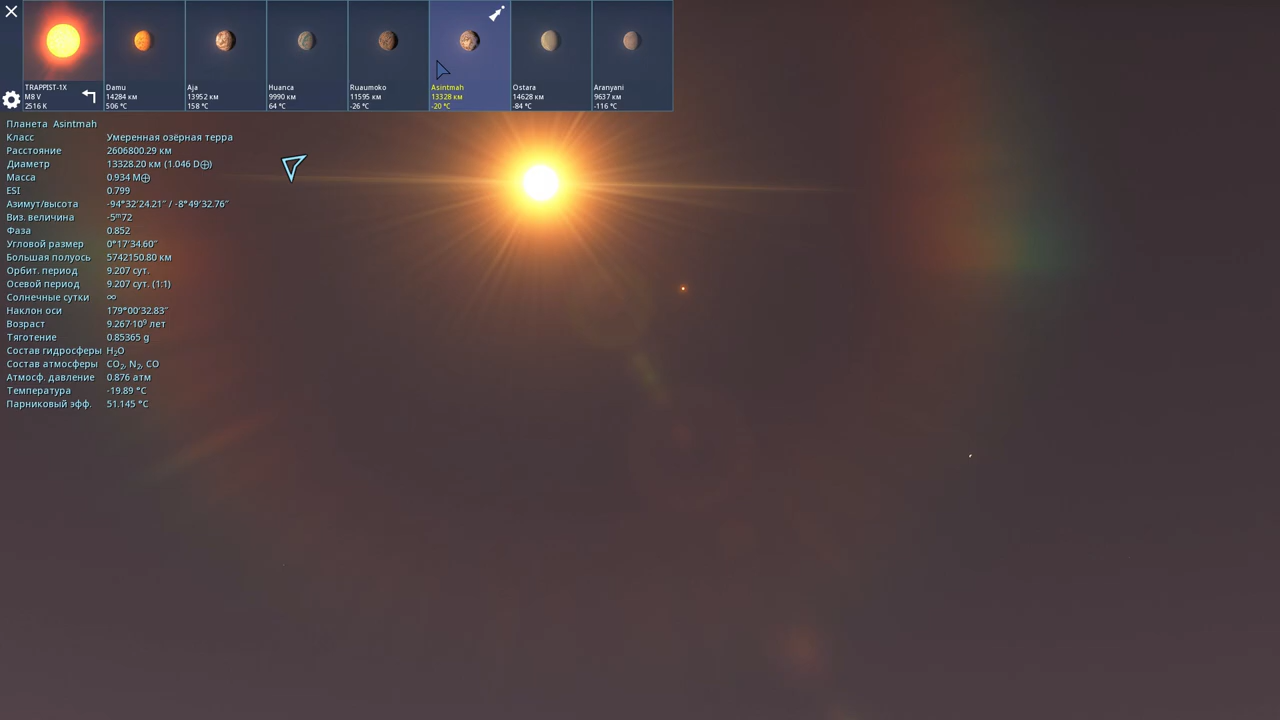 TRAPPIST-1X
M8 V
2516 K
Damu
14284 км
506 °C
Aja
13952 км
158 °C
Huanca
9990 км
64 °C
Ruaumoko
11595 км
-26 °C
Asintmah
13328 км
-20 °C
Ostara
14628 км
-84 °C
Aranyani
9637 км
-116 °C
Планета Asintmah
Класс Умеренная озёрная терра
Расстояние 2606800.29 км
Диаметр 13328.20 км (1.046 D⊕)
Масса 0.934 M⊕
ESI 0.799
Азимут/высота -94°32′24.21″ / -8°49′32.76″
Виз. величина -5ᵐ72
Фаза 0.852
Угловой размер 0°17′34.60″
Большая полуось 5742150.80 км
Орбит. период 9.207 сут.
Осевой период 9.207 сут. (1:1)
Солнечные сутки ∞
Наклон оси 179°00′32.83″
Возраст 9.267·10⁹ лет
Тяготение 0.85365 g
Состав гидросферы H₂O
Состав атмосферы CO₂, N₂, CO
Атмосф. давление 0.876 атм
Температура -19.89 °C
Парниковый эфф. 51.145 °C